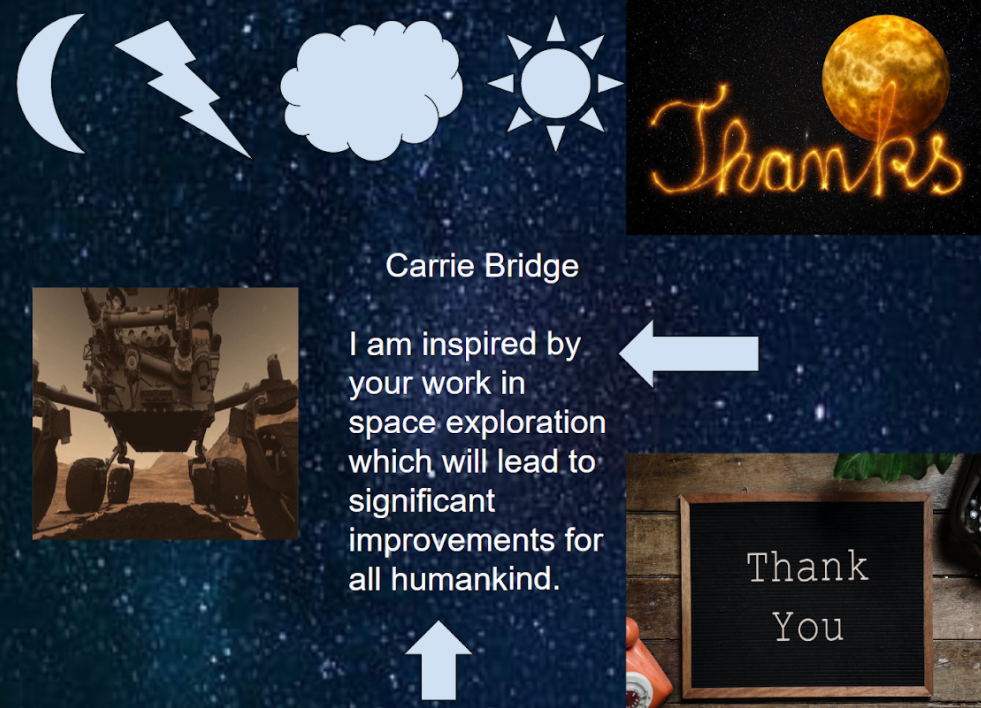 Thanks
Carrie Bridge
I am inspired by
your work in
space exploration
which will lead to
significant
improvements for
all humankind.
Thank
You